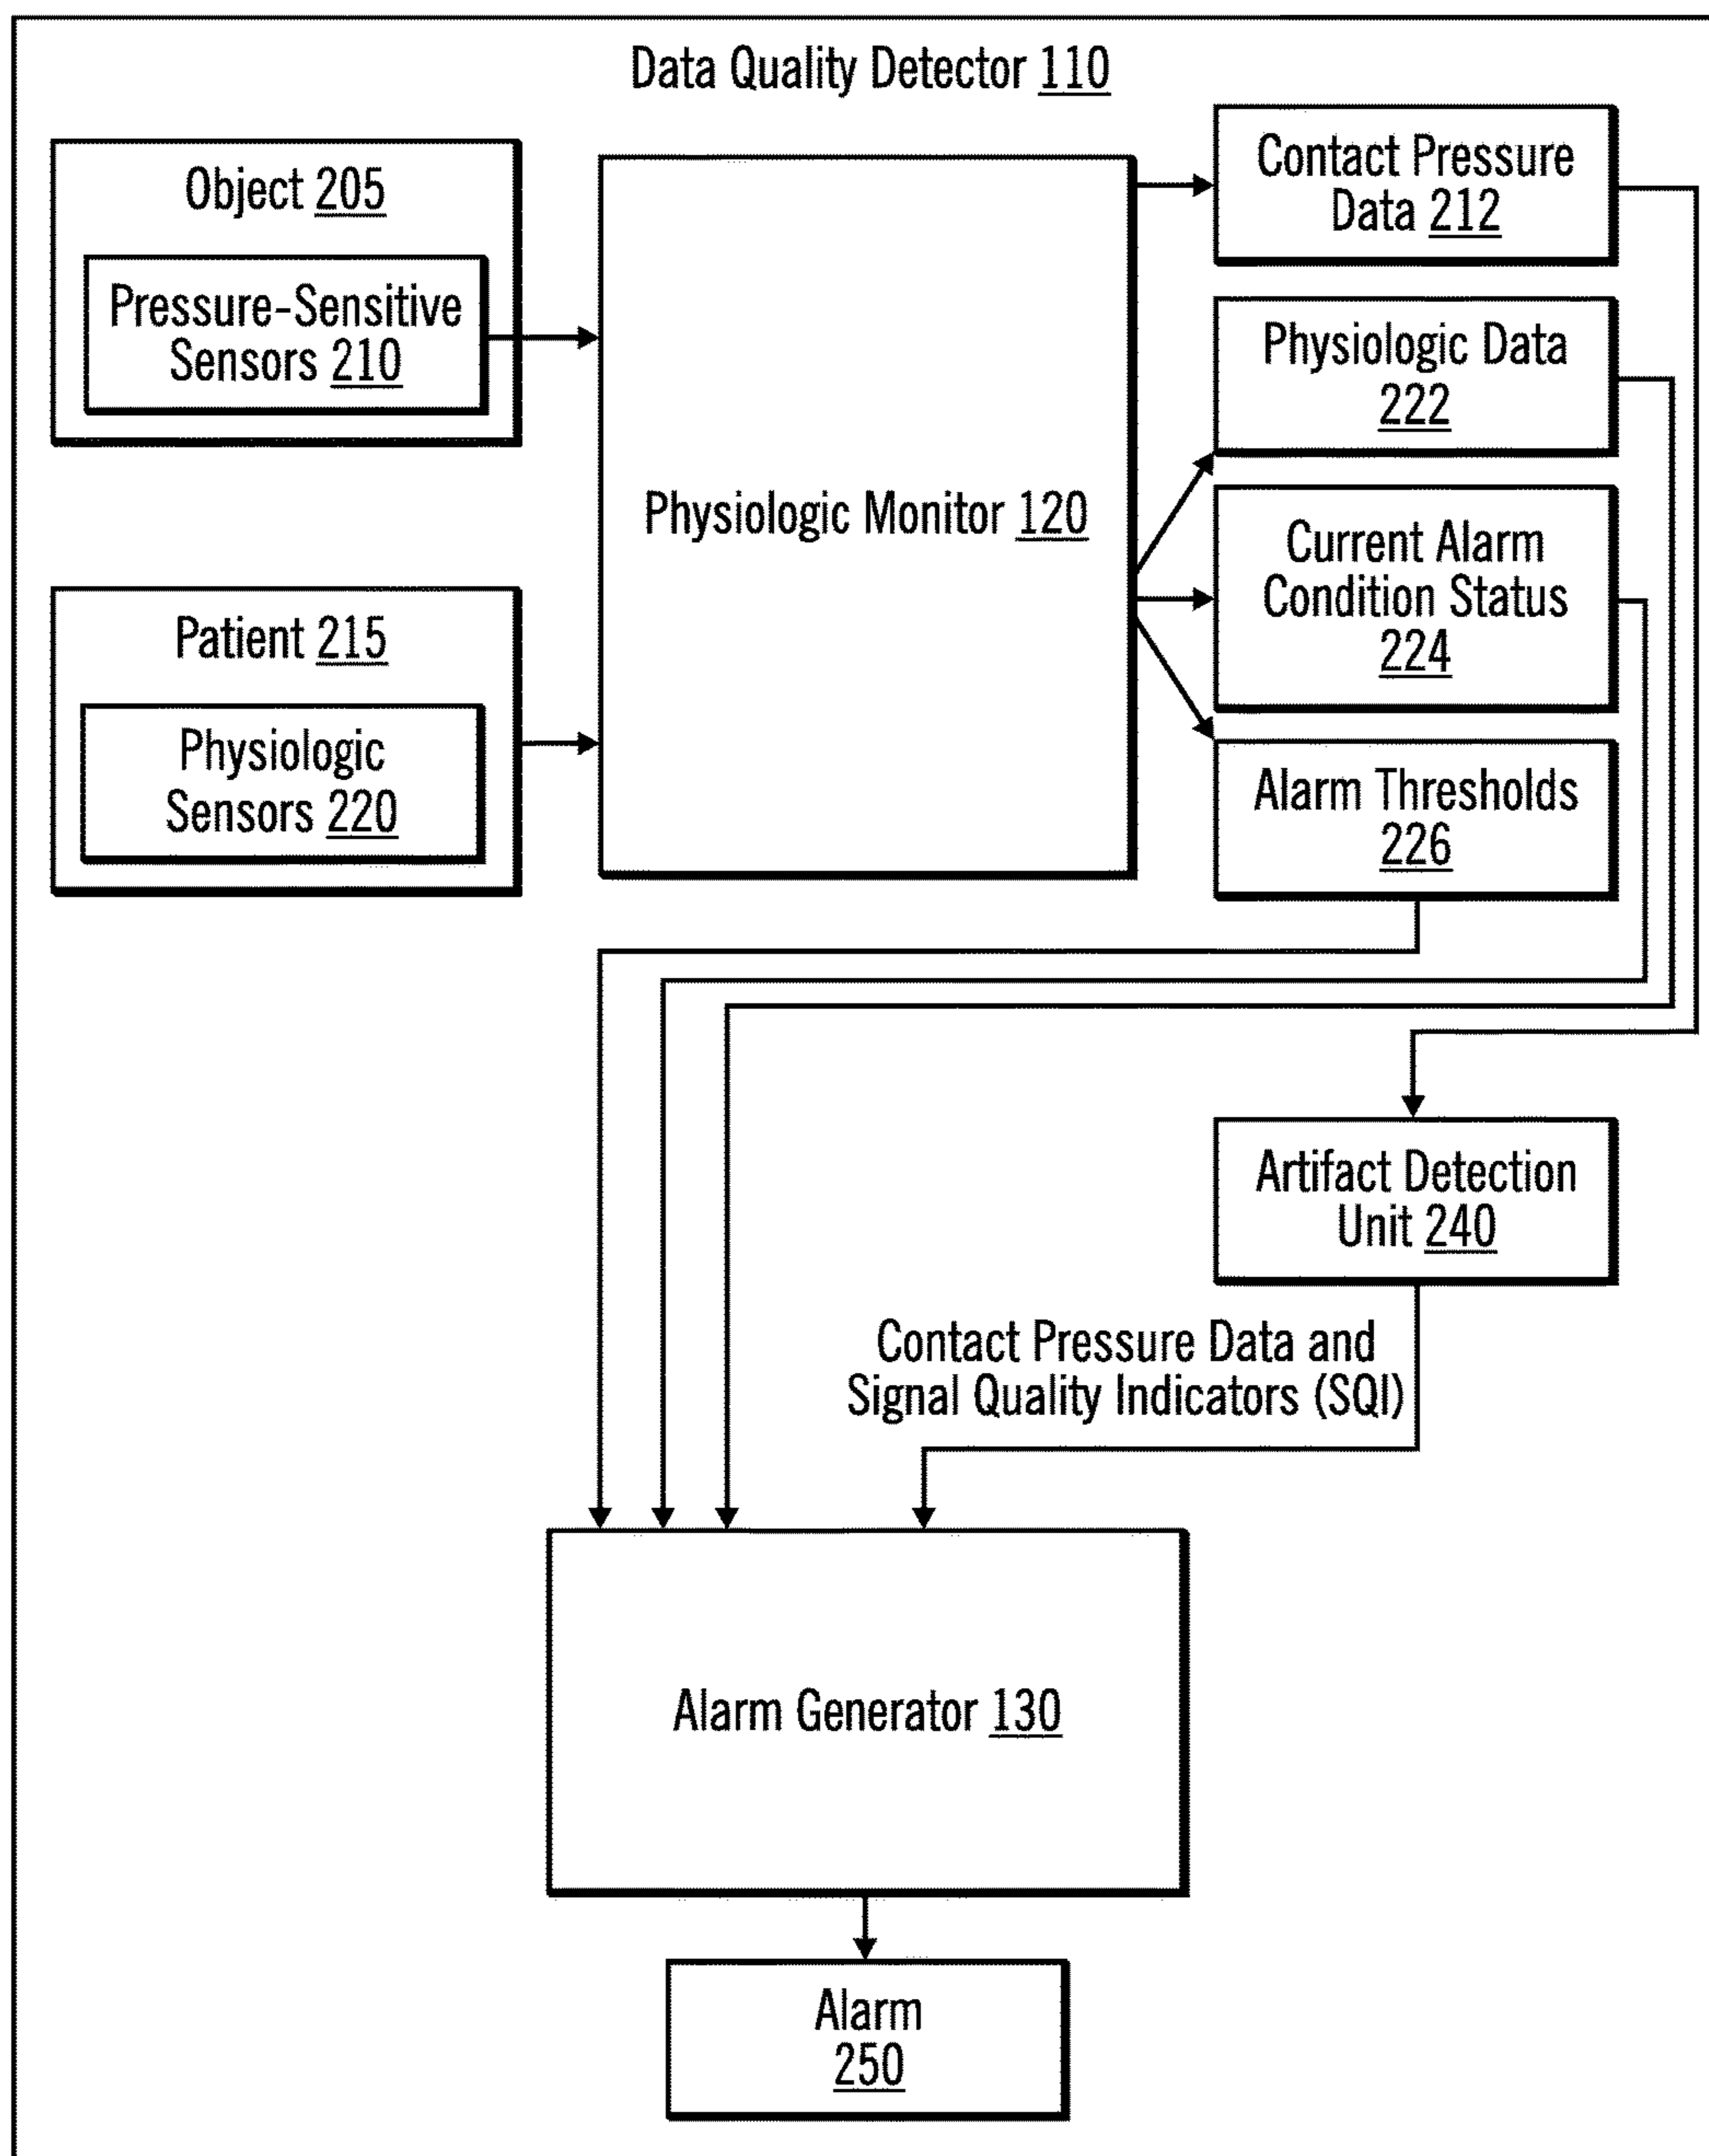 Data Quality Detector 110
Object 205
Pressure-Sensitive
Sensors 210
Patient 215
Physiologic
Sensors 220
Physiologic Monitor 120
Contact Pressure
Data 212
Physiologic Data
222
Current Alarm
Condition Status
224
Alarm Thresholds
226
Artifact Detection
Unit 240
Contact Pressure Data and
Signal Quality Indicators (SQI)
Alarm Generator 130
Alarm
250